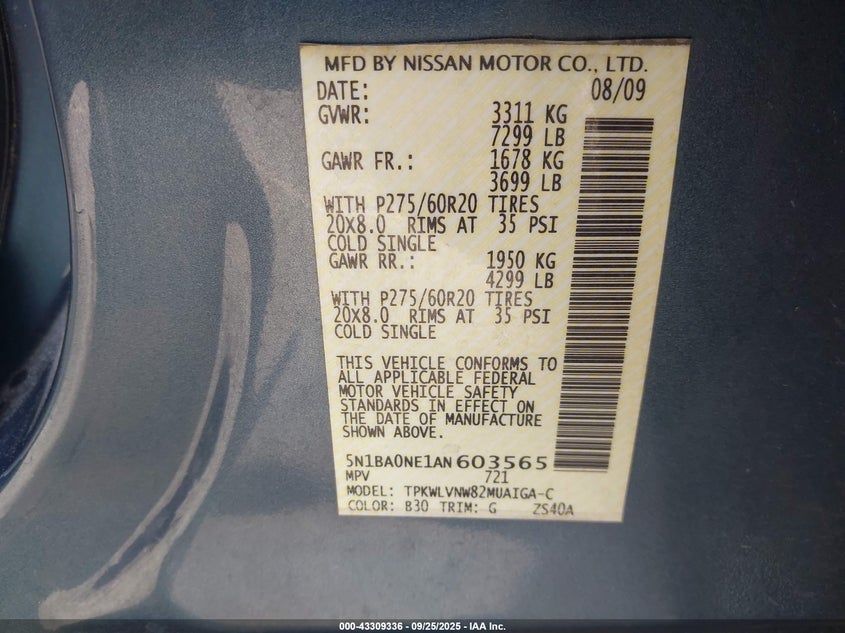 MFD BY NISSAN MOTOR CO., LTD.
DATE: 08/09
GVWR: 3311 KG
7299 LB
GAWR FR.: 1678 KG
3699 LB
WITH P275/60R20 TIRES
20X8.0 RIMS AT 35 PSI
COLD SINGLE
GAWR RR.: 1950 KG
4299 LB
WITH P275/60R20 TIRES
20X8.0 RIMS AT 35 PSI
COLD SINGLE
THIS VEHICLE CONFORMS TO
ALL APPLICABLE FEDERAL
MOTOR VEHICLE SAFETY
STANDARDS IN EFFECT ON
THE DATE OF MANUFACTURE
SHOWN ABOVE.
5N1BA0NE1AN603565
MPV 721
MODEL: TPKWLVNW82MUAIGA-C
COLOR: B30 TRIM: G ZS40A
000-43309336 - 09/25/2025 - IAA Inc.